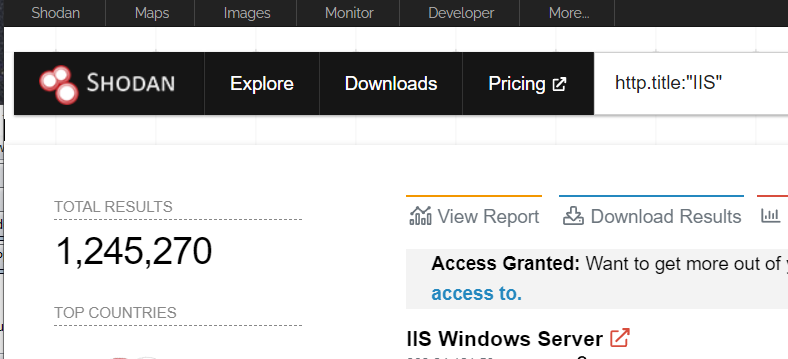 Shodan Maps Images Monitor Developer More...
SHODAN Explore Downloads Pricing http.title:"IIS"
TOTAL RESULTS
1,245,270
TOP COUNTRIES
View Report Download Results
Access Granted: Want to get more out of
access to.
IIS Windows Server